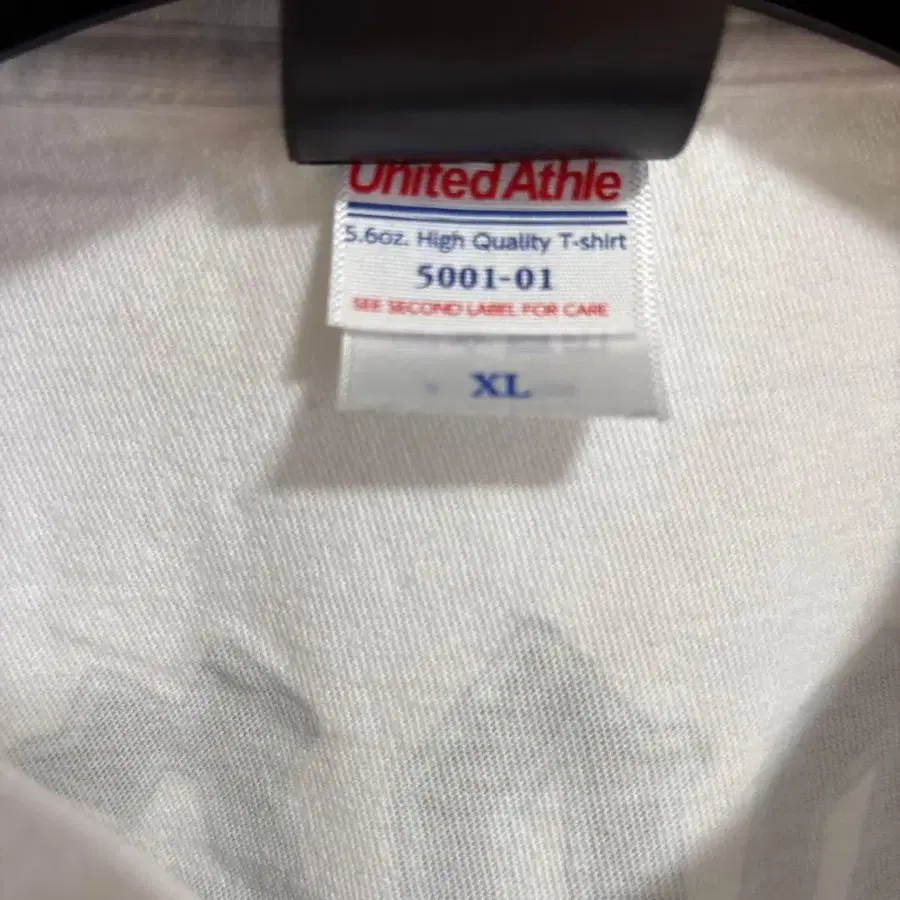 United Athle
5.6oz. High Quality T-shirt
5001-01
SEE SECOND LABEL FOR CARE
XL